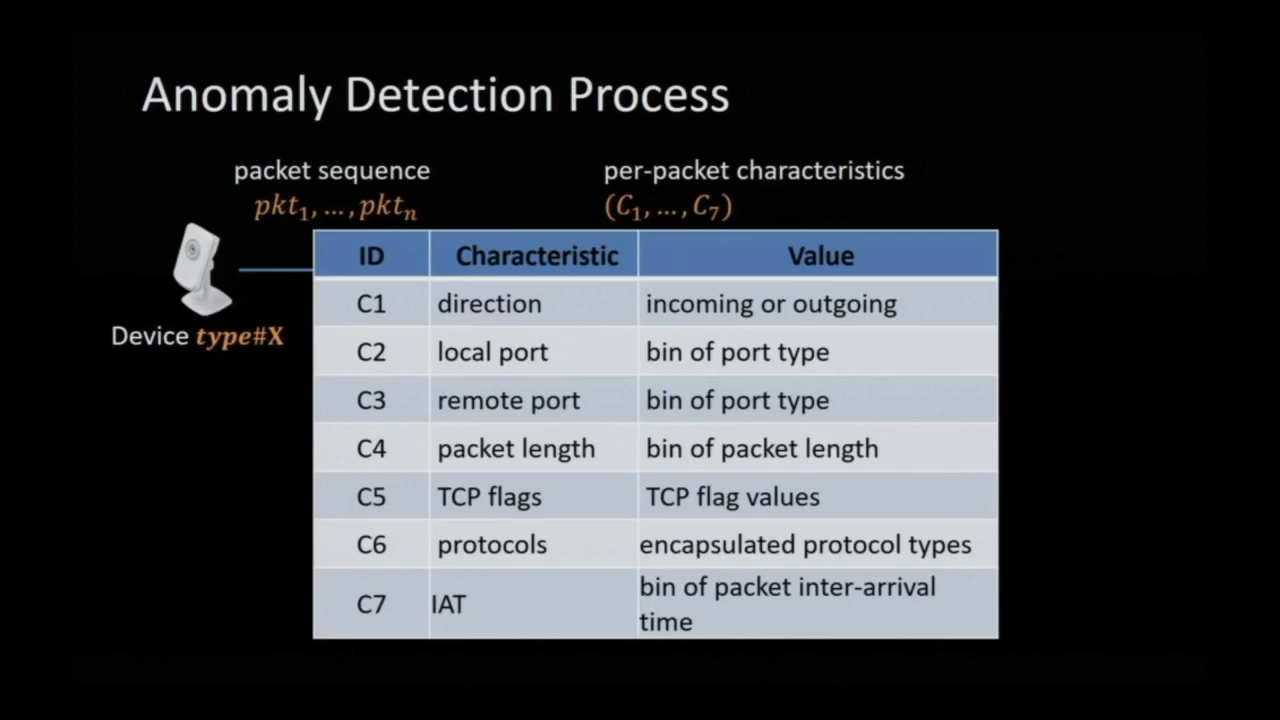 Anomaly Detection Process
packet sequence
pkt₁, ..., pktₙ
per-packet characteristics
(C₁, ..., C₇)
Device type#X
ID Characteristic Value
C1 direction incoming or outgoing
C2 local port bin of port type
C3 remote port bin of port type
C4 packet length bin of packet length
C5 TCP flags TCP flag values
C6 protocols encapsulated protocol types
C7 IAT bin of packet inter-arrival
time